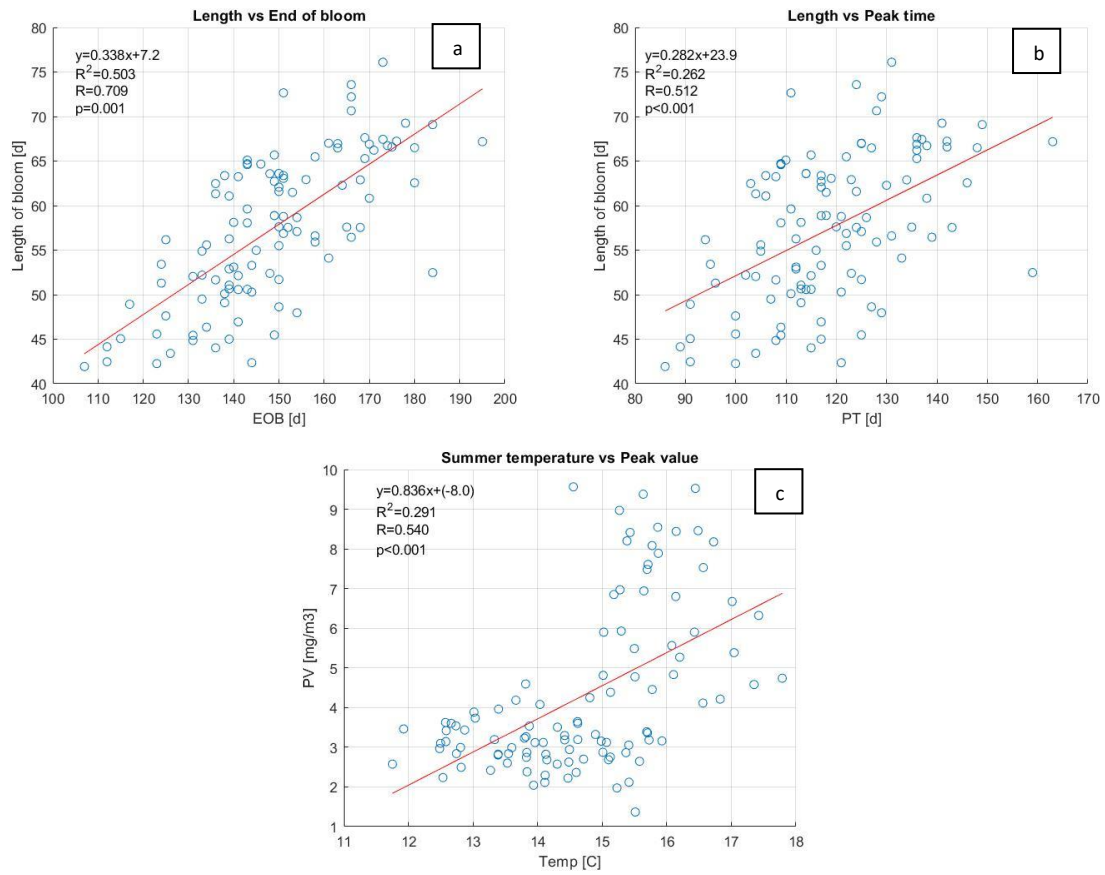 Length vs End of bloom
a
y=0.338x+7.2
R²=0.503
R=0.709
p=0.001
80
75
70
65
60
55
50
45
40
Length of bloom [d]
100 110 120 130 140 150 160 170 180 190 200
EOB [d]
Length vs Peak time
b
y=0.282x+23.9
R²=0.262
R=0.512
p<0.001
80
75
70
65
60
55
50
45
40
Length of bloom [d]
80 90 100 110 120 130 140 150 160 170
PT [d]
Summer temperature vs Peak value
c
y=0.836x+(-8.0)
R²=0.291
R=0.540
p<0.001
10
9
8
7
6
5
4
3
2
1
PV [mg/m3]
11 12 13 14 15 16 17 18
Temp [C]